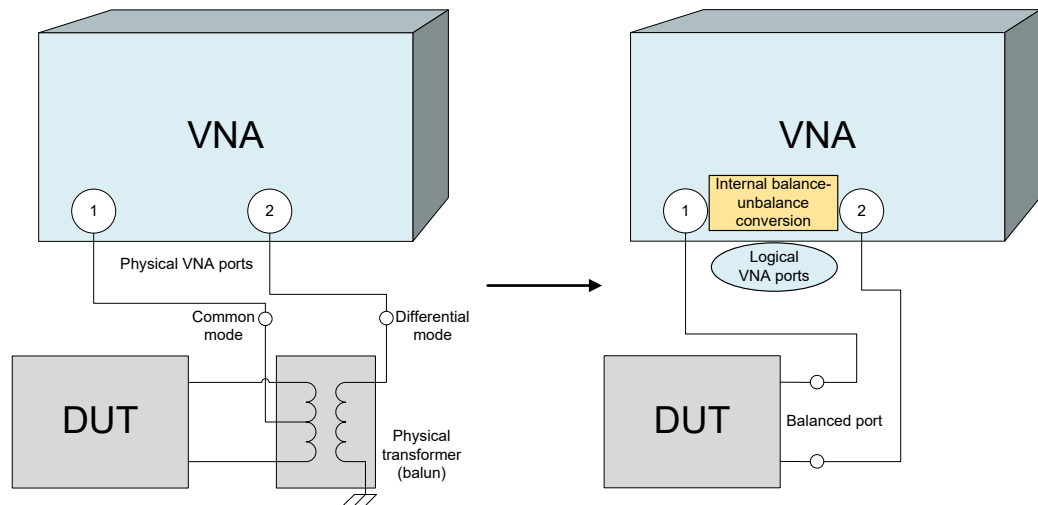 VNA
1
2
Physical VNA ports
Common
mode
Differential
mode
DUT
Physical
transformer
(balun)
VNA
1
Internal balance-
unbalance
conversion
2
Logical
VNA ports
DUT
Balanced port